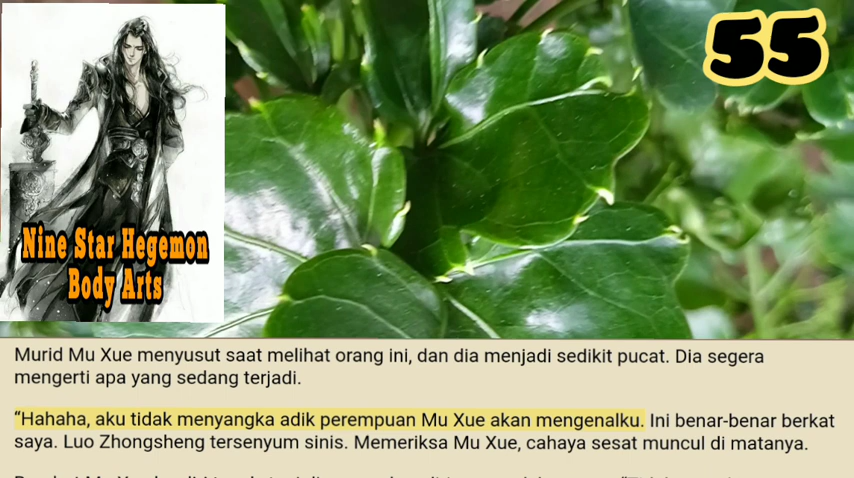 55
Nine Star Hegemon
Body Arts
Murid Mu Xue menyusut saat melihat orang ini, dan dia menjadi sedikit pucat. Dia segera
mengerti apa yang sedang terjadi.
“Hahaha, aku tidak menyangka adik perempuan Mu Xue akan mengenalku. Ini benar-benar berkat
saya. Luo Zhongsheng tersenyum sinis. Memeriksa Mu Xue, cahaya sesat muncul di matanya.